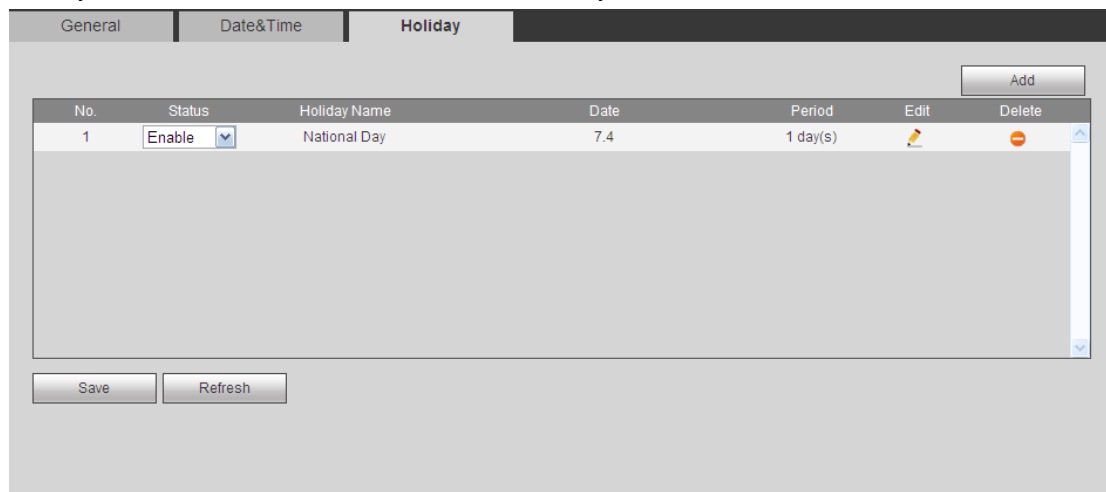 General Date&Time Holiday
Add
No. Status Holiday Name Date Period Edit Delete
1 Enable National Day 7.4 1 day(s)
Save Refresh